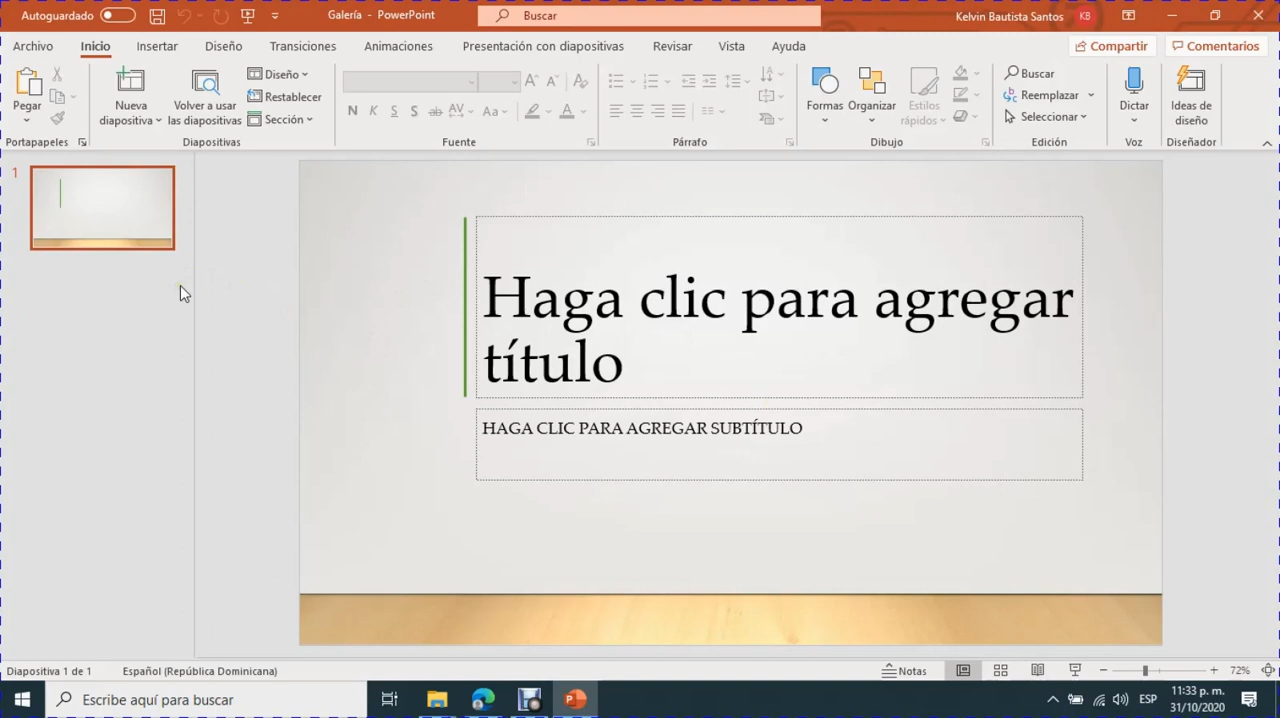 Autoguardado
Galería - PowerPoint
Buscar
Kelvin Bautista Santos
KB
Archivo
Inicio
Insertar
Diseño
Transiciones
Animaciones
Presentación con diapositivas
Revisar
Vista
Ayuda
Compartir
Comentarios
Pegar
Nueva
diapositiva
Volver a usar
las diapositivas
Diseño
Restablecer
Sección
N K S S ab AV Aa A
Formas
Organizar
Estilos
rápidos
Buscar
Reemplazar
Seleccionar
Dictar
Ideas de
diseño
Portapapeles
Diapositivas
Fuente
Párrafo
Dibujo
Edición
Voz
Diseñador
1
Haga clic para agregar
título
HAGA CLIC PARA AGREGAR SUBTÍTULO
Diapositiva 1 de 1
Español (República Dominicana)
Notas
72%
Escribe aquí para buscar
ESP
11:33 p. m.
31/10/2020